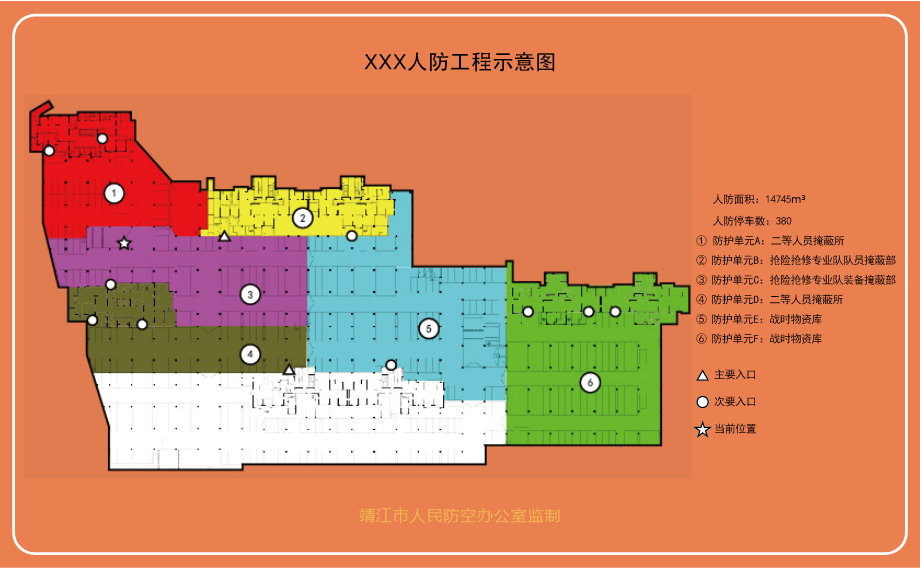 XXX人防工程示意图
人防面积：14745m³
人防停车数：380
① 防护单元A：二等人员掩蔽所
② 防护单元B：抢险抢修专业队队员掩蔽部
③ 防护单元C：抢险抢修专业队装备掩蔽部
④ 防护单元D：二等人员掩蔽所
⑤ 防护单元E：战时物资库
⑥ 防护单元F：战时物资库
主要入口
次要入口
当前位置
1
2
3
4
5
6
靖江市人民防空办公室监制